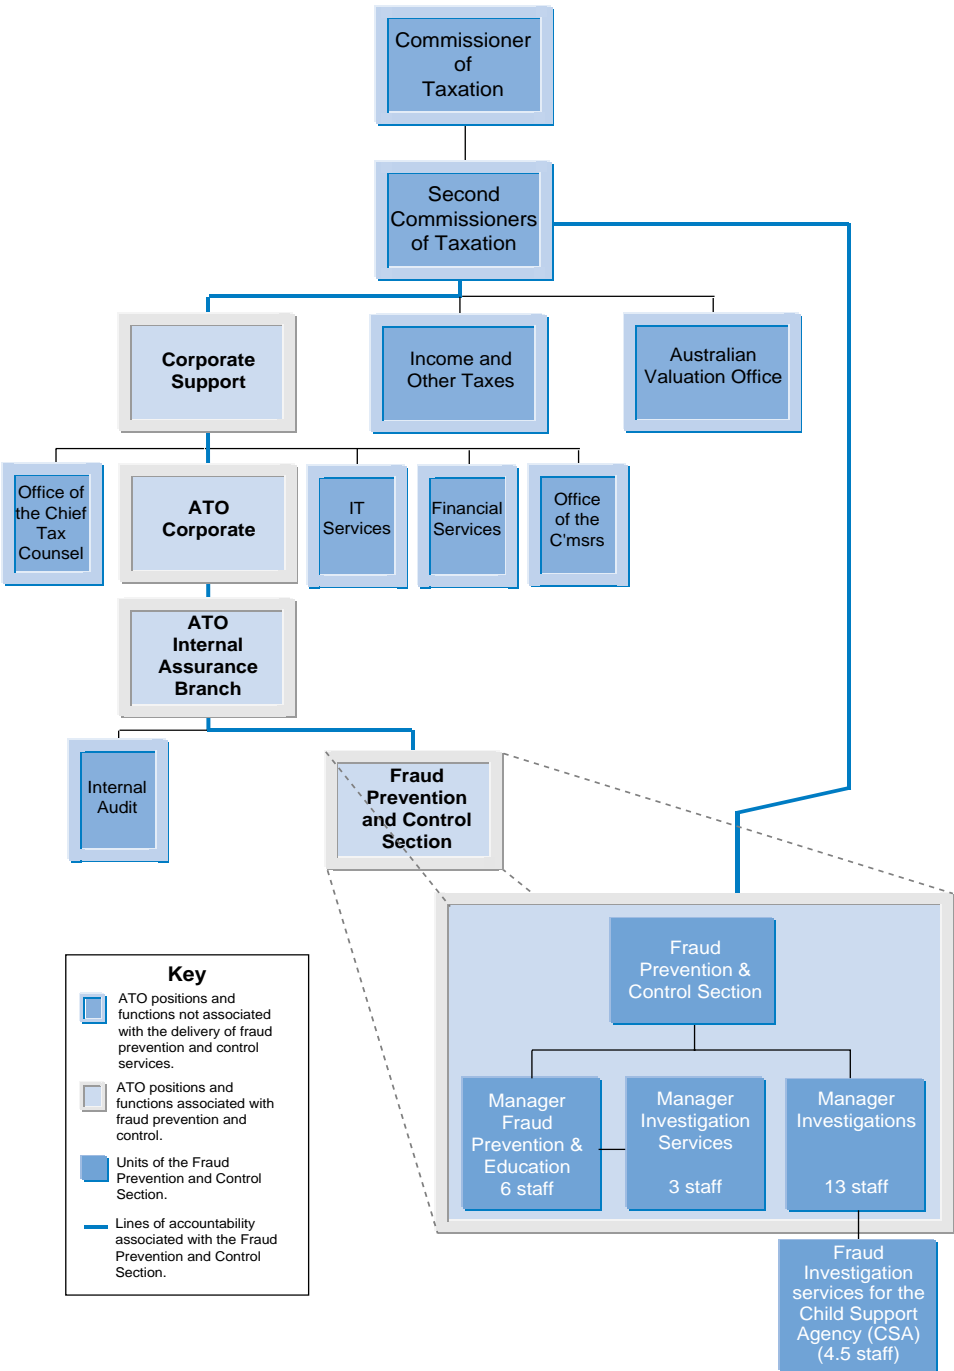 Commissioner
of
Taxation
Second
Commissioners
of Taxation
Corporate
Support
Income and
Other Taxes
Australian
Valuation Office
Office of
the Chief
Tax
Counsel
ATO
Corporate
IT
Services
Financial
Services
Office
of the
C'msrs
ATO
Internal
Assurance
Branch
Internal
Audit
Fraud
Prevention
and Control
Section
Fraud
Prevention &
Control Section
Manager
Fraud
Prevention &
Education
6 staff
Manager
Investigation
Services
3 staff
Manager
Investigations
13 staff
Fraud
Investigation
services for the
Child Support
Agency (CSA)
(4.5 staff)
Key
ATO positions and
functions not associated
with the delivery of fraud
prevention and control
services.
ATO positions and
functions associated with
fraud prevention and
control.
Units of the Fraud
Prevention and Control
Section.
Lines of accountability
associated with the Fraud
Prevention and Control
Section.